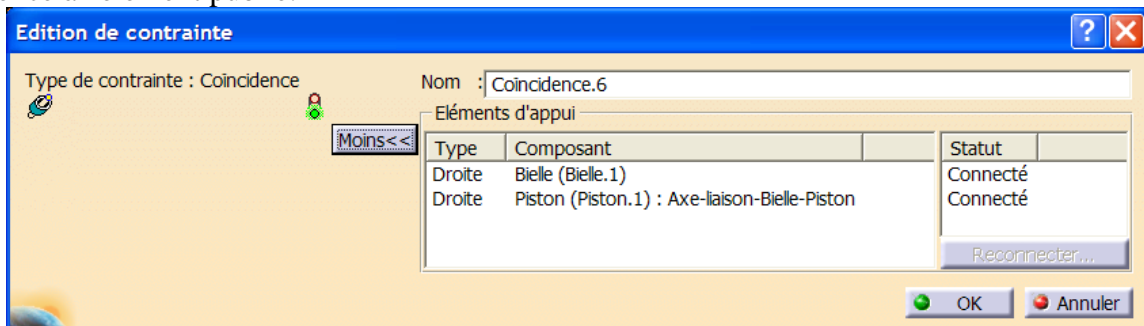 Edition de contrainte
Type de contrainte : Coïncidence
Nom : Coïncidence.6
Eléments d'appui
Moins<<
Type Composant Statut
Droite Bielle (Bielle.1) Connecté
Droite Piston (Piston.1) : Axe-liaison-Bielle-Piston Connecté
Reconnecter...
OK Annuler